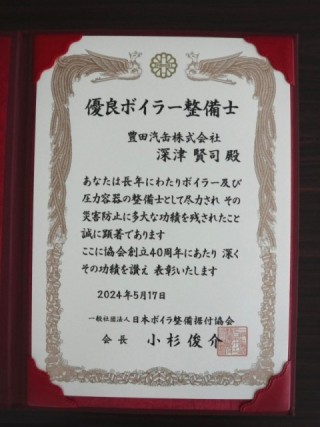 優良ボイラー整備士
豊田汽缶株式会社
深津 賢司 殿
あなたは長年にわたりボイラー及び
圧力容器の整備士として尽力され その
災害防止に多大な功績を残されたこと
誠に顕著であります
ここに協会創立40周年にあたり 深く
その功績を讃え 表彰いたします
2024年5月17日
一般社団法人 日本ボイラ整備据付協会
会長 小杉俊介